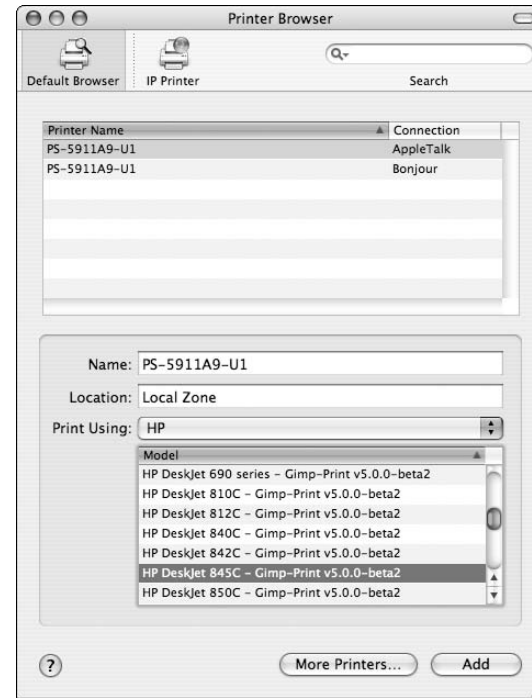 Printer Browser
Default Browser
IP Printer
Search
Printer Name
Connection
PS-5911A9-U1
AppleTalk
PS-5911A9-U1
Bonjour
Name: PS-5911A9-U1
Location: Local Zone
Print Using: HP
Model
HP DeskJet 690 series – Gimp-Print v5.0.0-beta2
HP DeskJet 810C – Gimp-Print v5.0.0-beta2
HP DeskJet 812C – Gimp-Print v5.0.0-beta2
HP DeskJet 840C – Gimp-Print v5.0.0-beta2
HP DeskJet 842C – Gimp-Print v5.0.0-beta2
HP DeskJet 845C – Gimp-Print v5.0.0-beta2
HP DeskJet 850C – Gimp-Print v5.0.0-beta2
?
More Printers...
Add